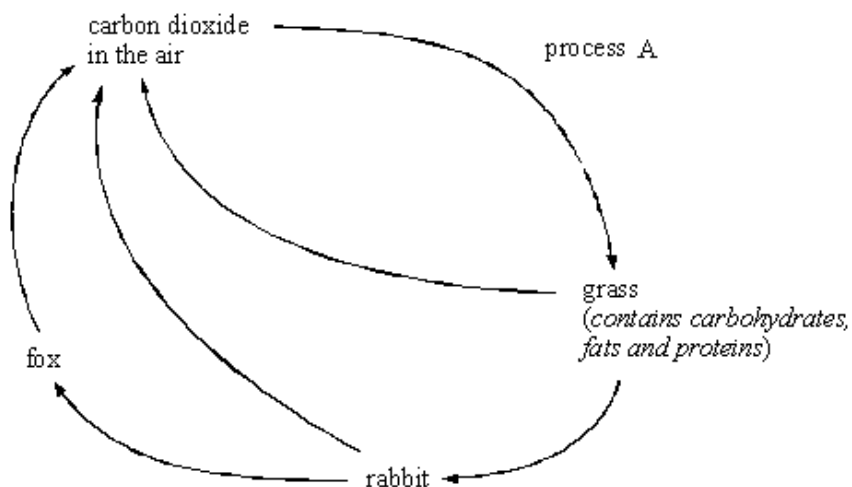 carbon dioxide
in the air
process A
grass
(contains carbohydrates,
fats and proteins)
fox
rabbit